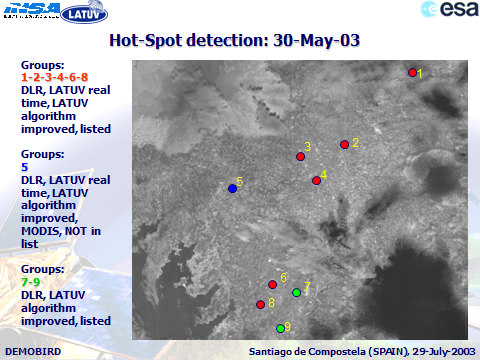 INSA
LATUV
esa
Hot-Spot detection: 30-May-03
Groups:
1-2-3-4-6-8
DLR, LATUV real
time, LATUV
algorithm
improved, listed
Groups:
5
DLR, LATUV real
time, LATUV
algorithm
improved,
MODIS, NOT in
list
Groups:
7-9
DLR, LATUV
algorithm
improved, listed
1
2
3
4
5
6
7
8
9
DEMOBIRD
Santiago de Compostela (SPAIN), 29-July-2003